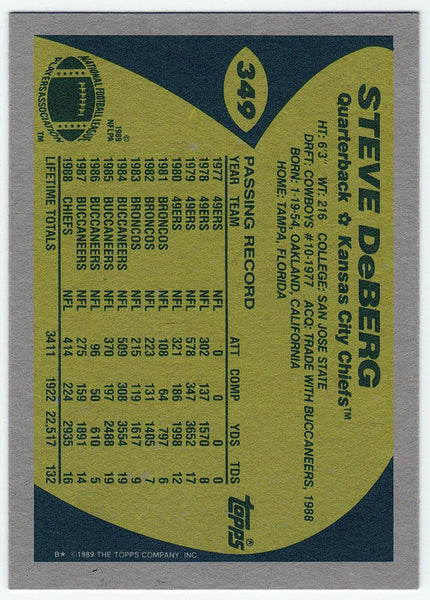 349
STEVE DeBERG
Quarterback ☆ Kansas City Chiefs™
HT: 6'3" WT: 216 COLLEGE: SAN JOSE STATE
DRFT: COWBOYS #10-1977 ACQ: TRADE WITH BUCCANEERS, 1988
BORN: 1-19-54, OAKLAND, CALIFORNIA
HOME: TAMPA, FLORIDA
PASSING RECORD
topps®
YEAR TEAM ATT COMP YDS TDS
1977 49ERS NFL 0 0 0 0
1978 49ERS NFL 302 137 1570 8
1979 49ERS NFL 578 347 3652 17
1980 49ERS NFL 321 186 1998 12
1981 BRONCOS NFL 108 64 797 6
1982 BRONCOS NFL 223 131 1405 7
1983 BRONCOS NFL 215 119 1617 9
1984 BUCCANEERS NFL 509 308 3554 19
1985 BUCCANEERS NFL 370 197 2488 19
1986 BUCCANEERS NFL 96 50 610 5
1987 BUCCANEERS NFL 275 159 1891 14
1988 CHIEFS NFL 414 224 2935 16
LIFETIME TOTALS 3411 1922 22,517 132
NATIONAL FOOTBALL LEAGUE
PLAYERS ASSOCIATION
™
©
1989
NFLPA
B★ ©1989 THE TOPPS COMPANY, INC.